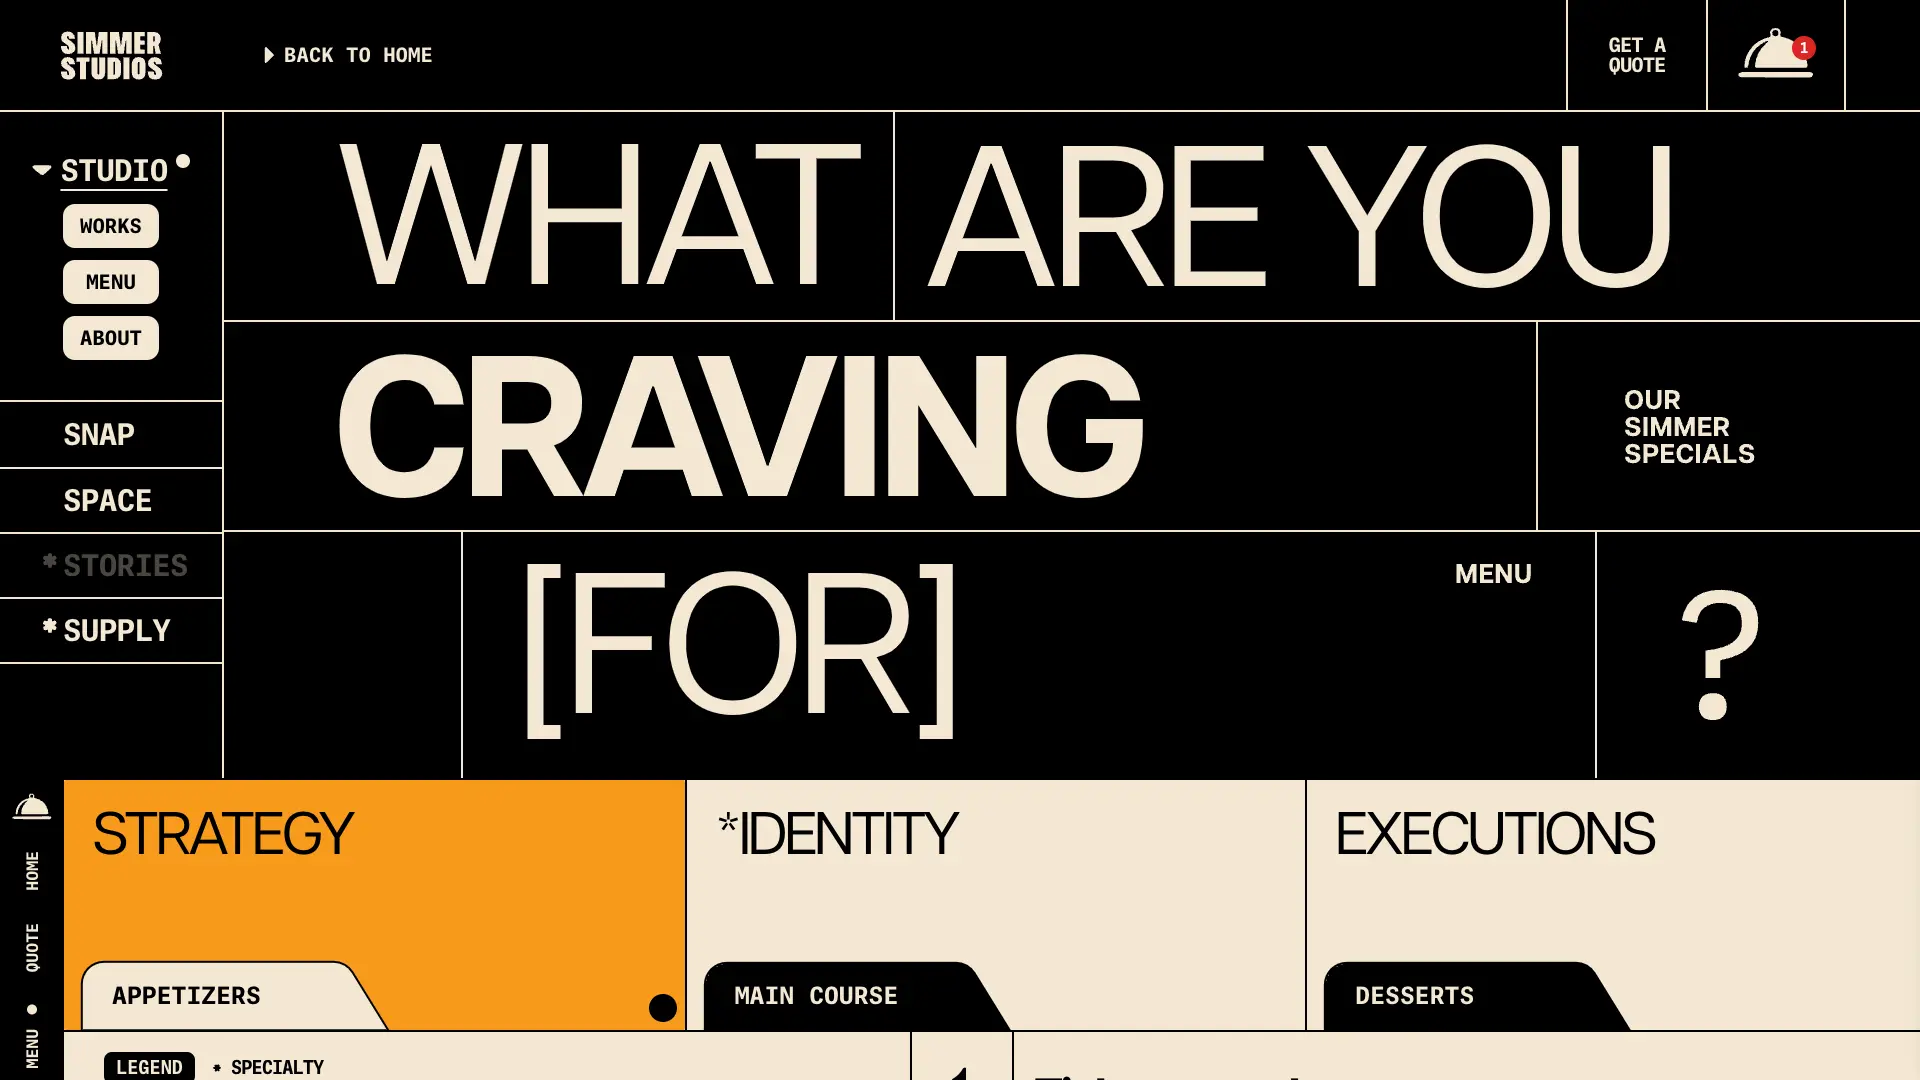 SIMMER
STUDIOS
BACK TO HOME
GET A
QUOTE
1
STUDIO
WORKS
MENU
ABOUT
SNAP
SPACE
*STORIES
*SUPPLY
WHAT ARE YOU
CRAVING
OUR
SIMMER
SPECIALS
[FOR]
MENU
?
HOME
QUOTE
MENU
STRATEGY
*IDENTITY
EXECUTIONS
APPETIZERS
MAIN COURSE
DESSERTS
LEGEND
* SPECIALTY